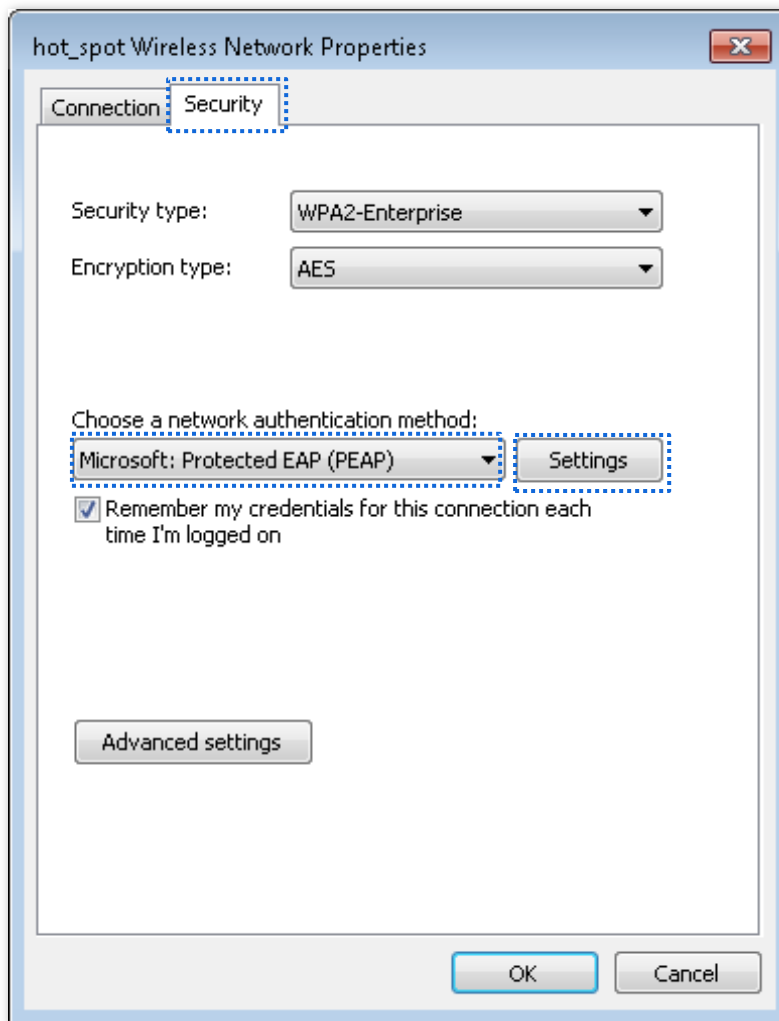 hot_spot Wireless Network Properties
Connection
Security
Security type:
WPA2-Enterprise
Encryption type:
AES
Choose a network authentication method:
Microsoft: Protected EAP (PEAP)
Settings
Remember my credentials for this connection each
time I'm logged on
Advanced settings
OK
Cancel